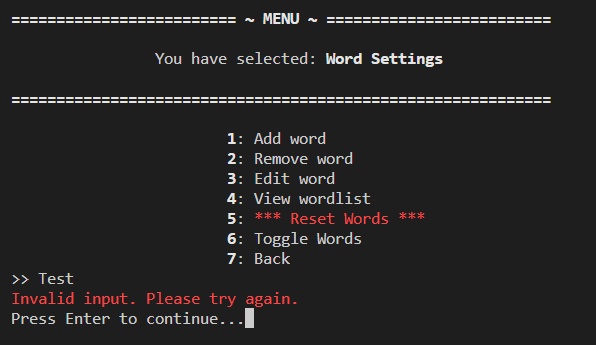 ========================= ~ MENU ~ =========================
You have selected: Word Settings
============================================================
1: Add word
2: Remove word
3: Edit word
4: View wordlist
5: *** Reset Words ***
6: Toggle Words
7: Back
>> Test
Invalid input. Please try again.
Press Enter to continue...